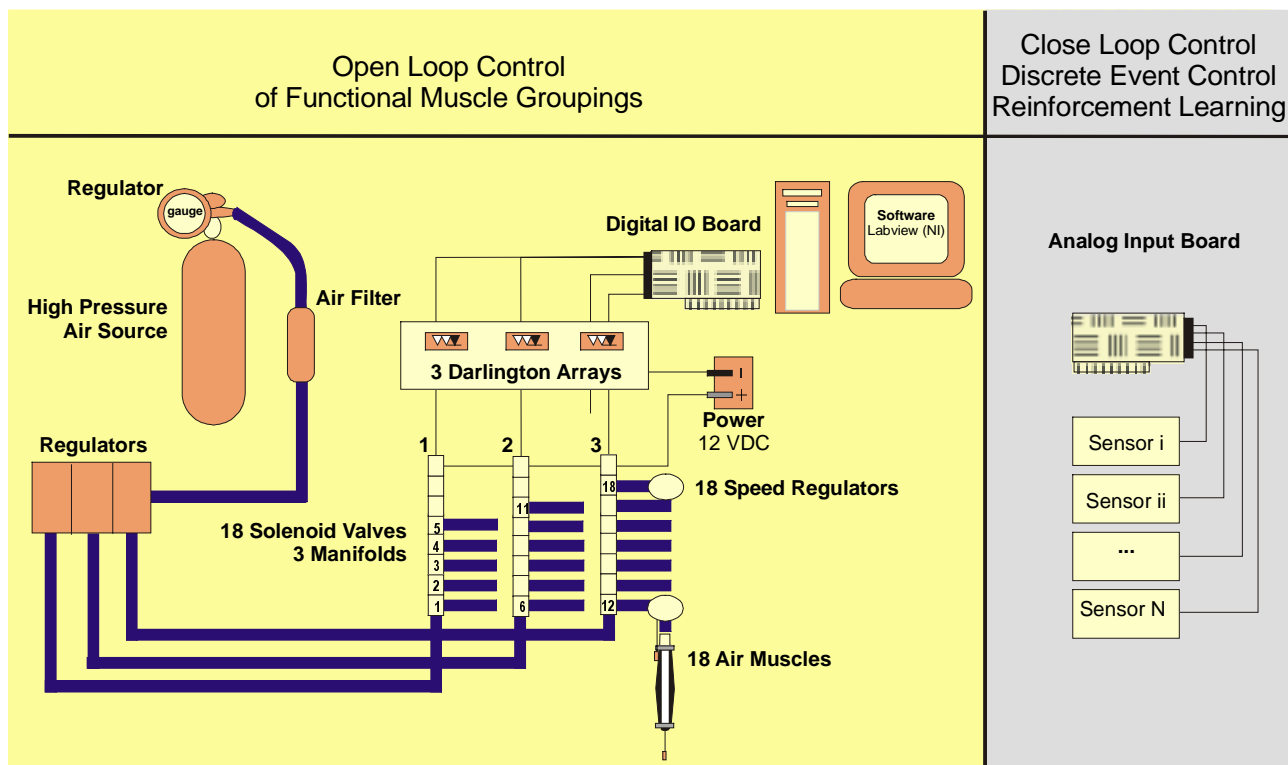 Open Loop Control
of Functional Muscle Groupings
Close Loop Control
Discrete Event Control
Reinforcement Learning
Regulator
gauge
High Pressure
Air Source
Air Filter
Regulators
Digital IO Board
Software
Labview (NI)
3 Darlington Arrays
Power
12 VDC
1
2
3
18 Solenoid Valves
3 Manifolds
5
4
3
2
1
11
6
18
12
18 Speed Regulators
18 Air Muscles
Analog Input Board
Sensor i
Sensor ii
...
Sensor N